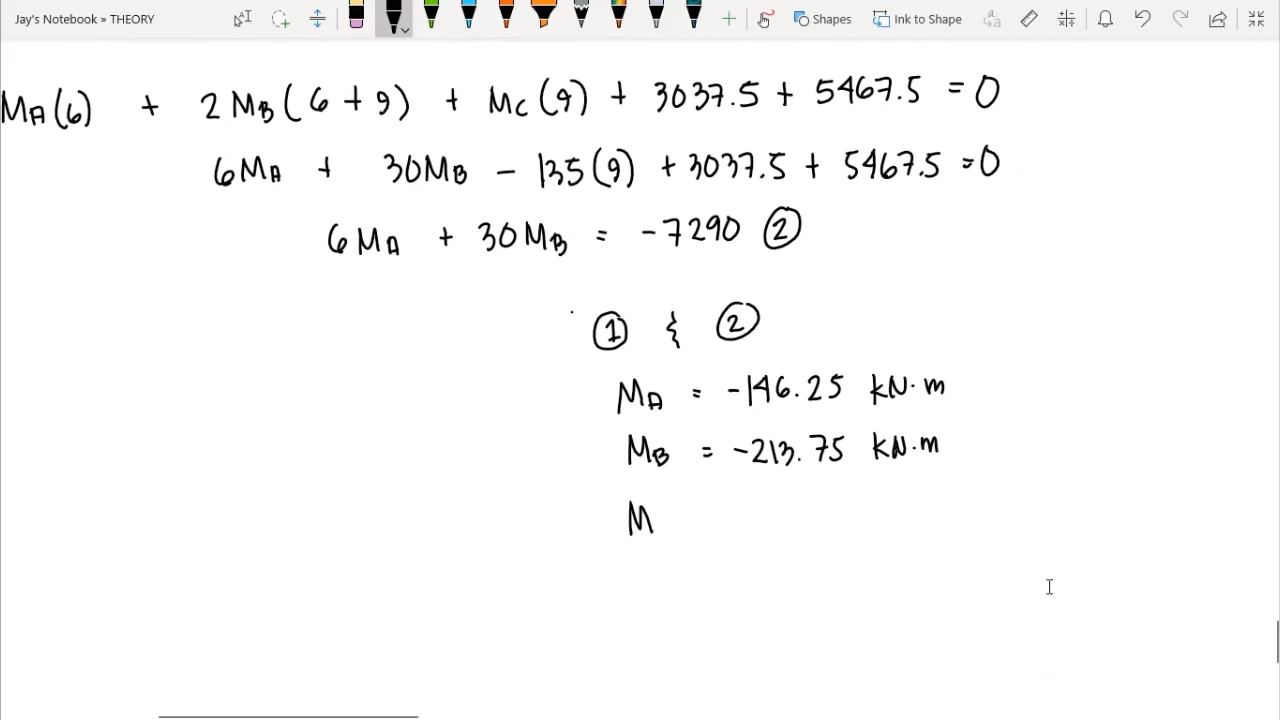 Jay's Notebook » THEORY
Shapes
Ink to Shape
MA(6) + 2MB(6+9) + MC(9) + 3037.5 + 5467.5 = 0
6MA + 30MB - 135(9) + 3037.5 + 5467.5 = 0
6MA + 30MB = -7290 ②
① & ②
MA = -146.25 kN·m
MB = -213.75 kN·m
M